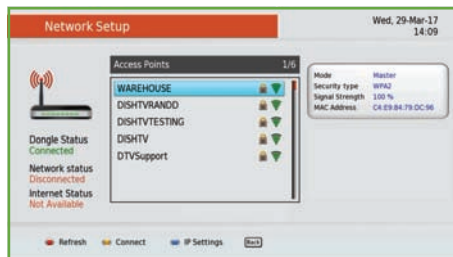 Network Setup
Wed, 29-Mar-17
14:09
Access Points 1/6
WAREHOUSE
DISHTVRANDD
DISHTVTESTING
DISHTV
DTVSupport
Mode Master
Security type WPA2
Signal Strength 100 %
MAC Address C4:E9:84:79:DC:96
Dongle Status
Connected
Network status
Disconnected
Internet Status
Not Available
Refresh Connect IP Settings Back